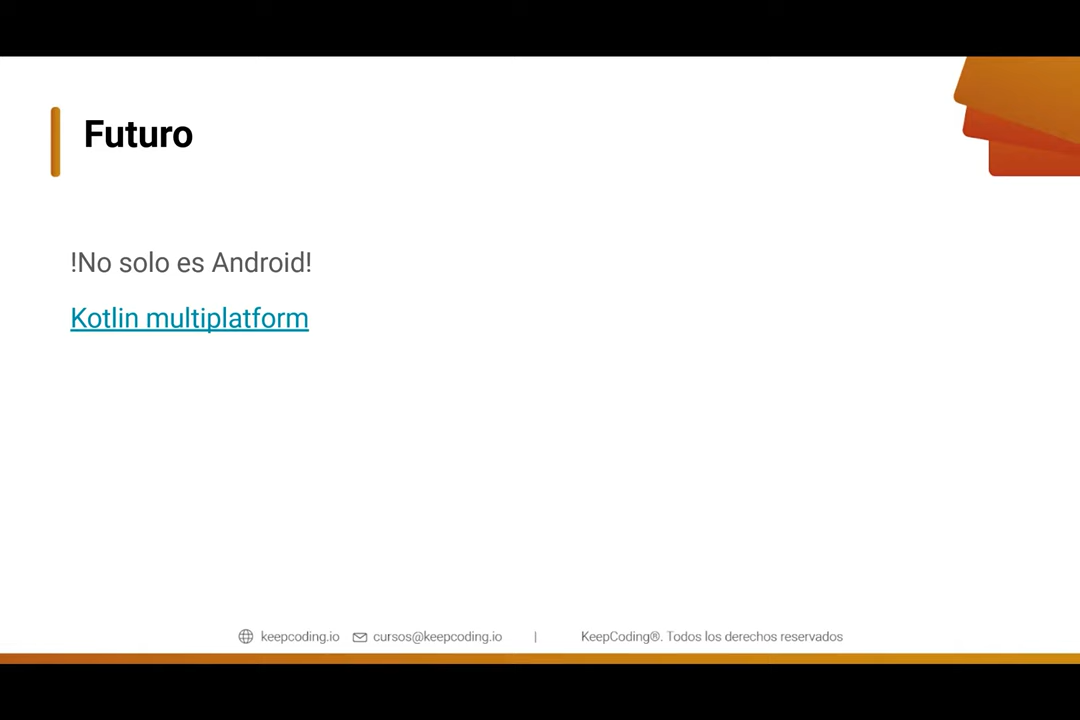 Futuro
!No solo es Android!
Kotlin multiplatform
keepcoding.io cursos@keepcoding.io | KeepCoding®. Todos los derechos reservados